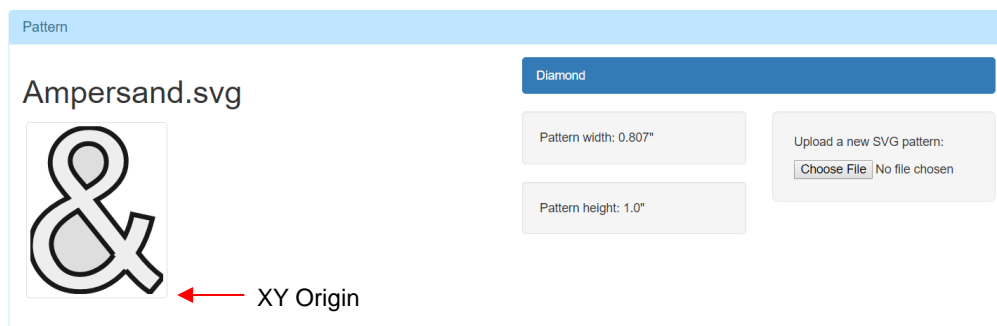 Pattern
Ampersand.svg
&
XY Origin
Diamond
Pattern width: 0.807"
Pattern height: 1.0"
Upload a new SVG pattern:
Choose File No file chosen